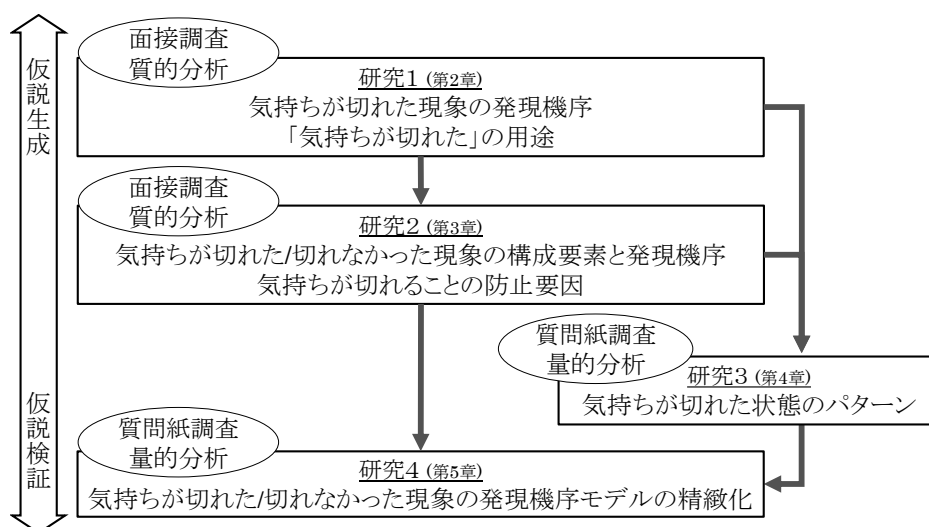 仮説生成
仮説検証
面接調査
質的分析
研究1 (第2章)
気持ちが切れた現象の発現機序
「気持ちが切れた」の用途
面接調査
質的分析
研究2 (第3章)
気持ちが切れた/切れなかった現象の構成要素と発現機序
気持ちが切れることの防止要因
質問紙調査
量的分析
研究3 (第4章)
気持ちが切れた状態のパターン
質問紙調査
量的分析
研究4 (第5章)
気持ちが切れた/切れなかった現象の発現機序モデルの精緻化